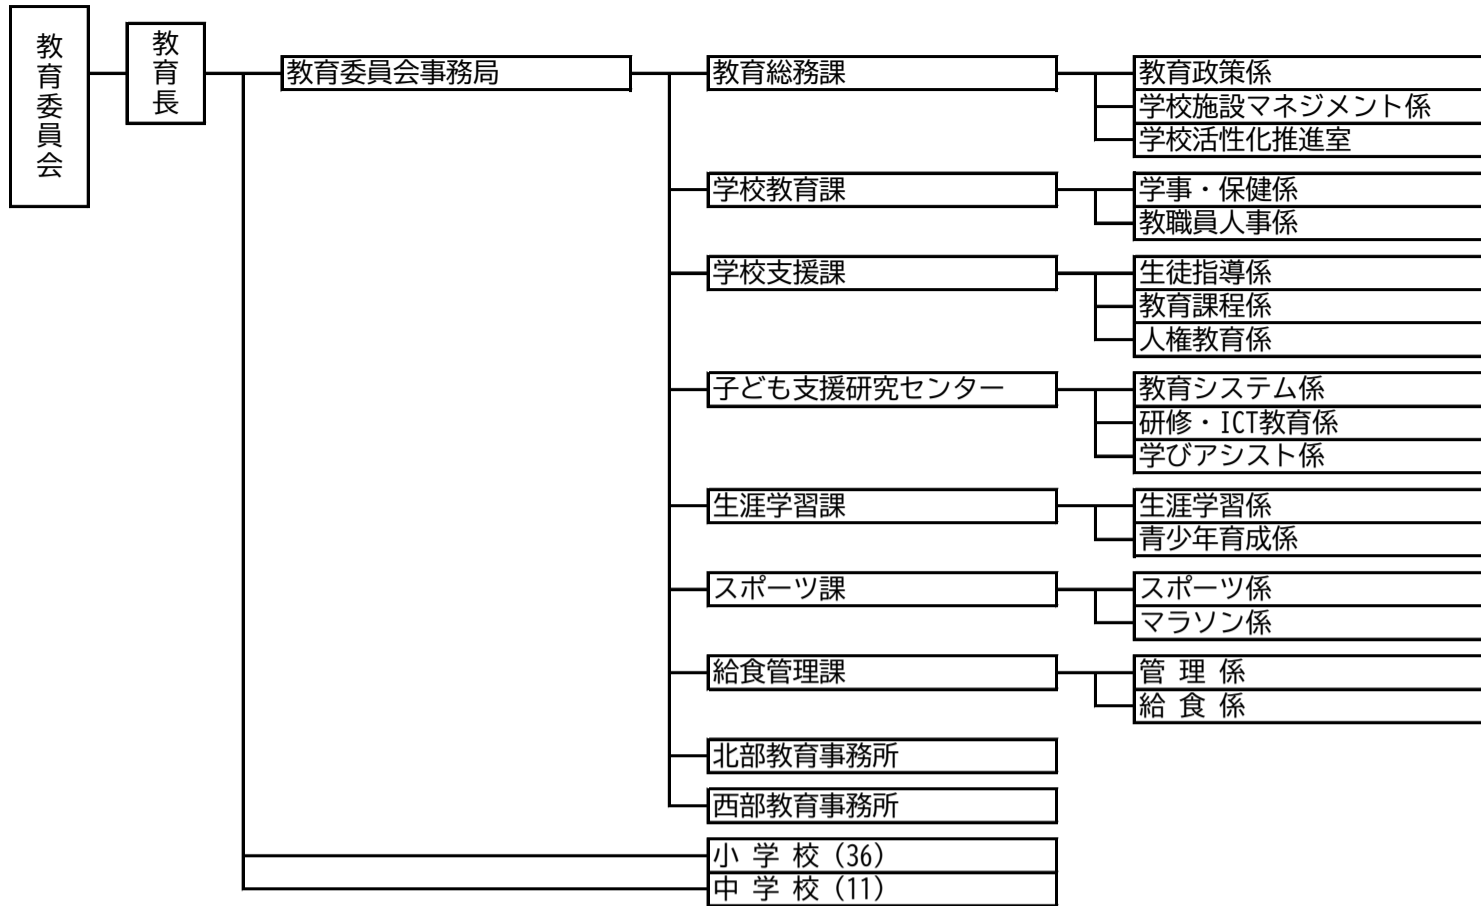 教育委員会
教育長
教育委員会事務局
教育総務課
教育政策係
学校施設マネジメント係
学校活性化推進室
学校教育課
学事・保健係
教職員人事係
学校支援課
生徒指導係
教育課程係
人権教育係
子ども支援研究センター
教育システム係
研修・ICT教育係
学びアシスト係
生涯学習課
生涯学習係
青少年育成係
スポーツ課
スポーツ係
マラソン係
給食管理課
管 理 係
給 食 係
北部教育事務所
西部教育事務所
小 学 校 (36)
中 学 校 (11)